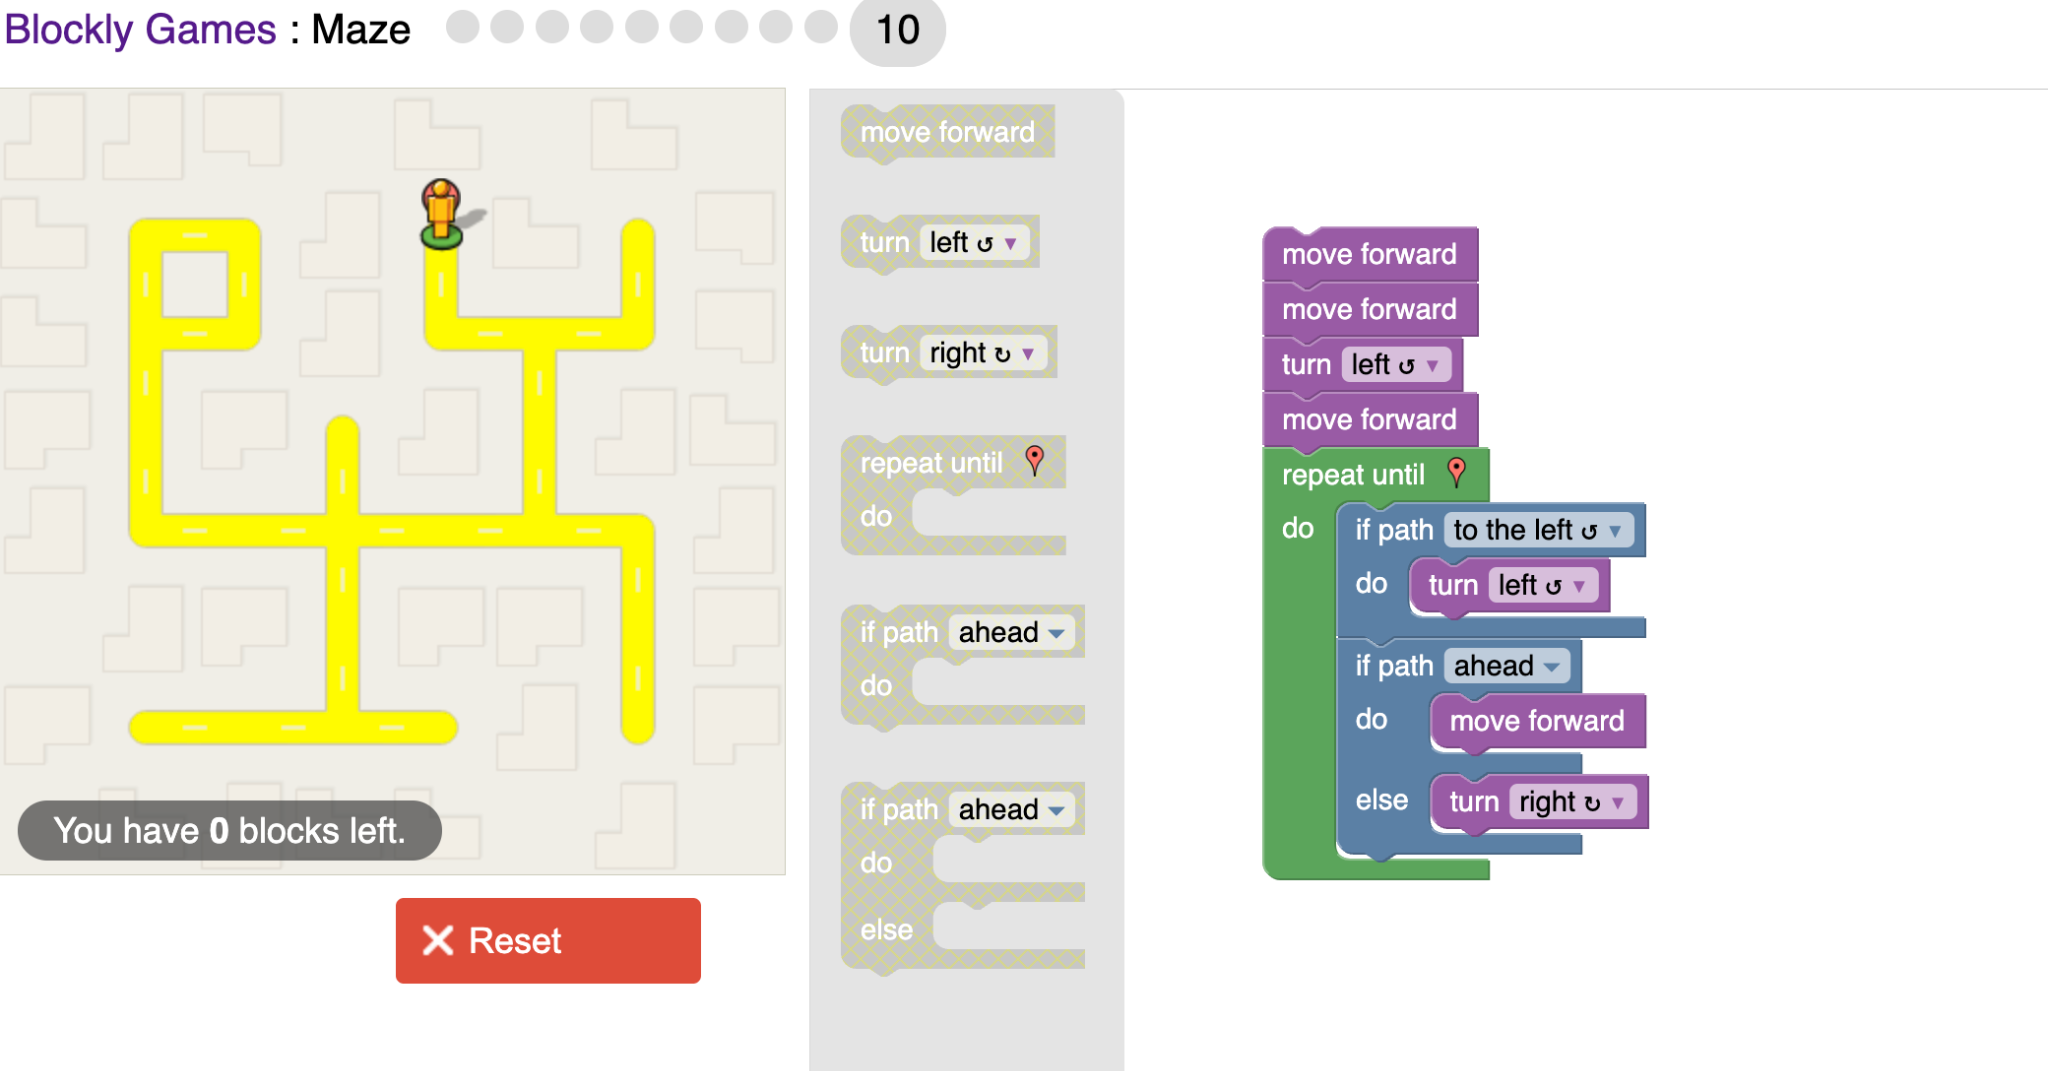 Blockly Games : Maze 10
You have 0 blocks left.
Reset
move forward
turn left ↺ ▾
turn right ↻ ▾
repeat until
do
if path ahead ▾
do
if path ahead ▾
do
else
move forward
move forward
turn left ↺ ▾
move forward
repeat until
do if path to the left ↺ ▾
do turn left ↺ ▾
if path ahead ▾
do move forward
else turn right ↻ ▾